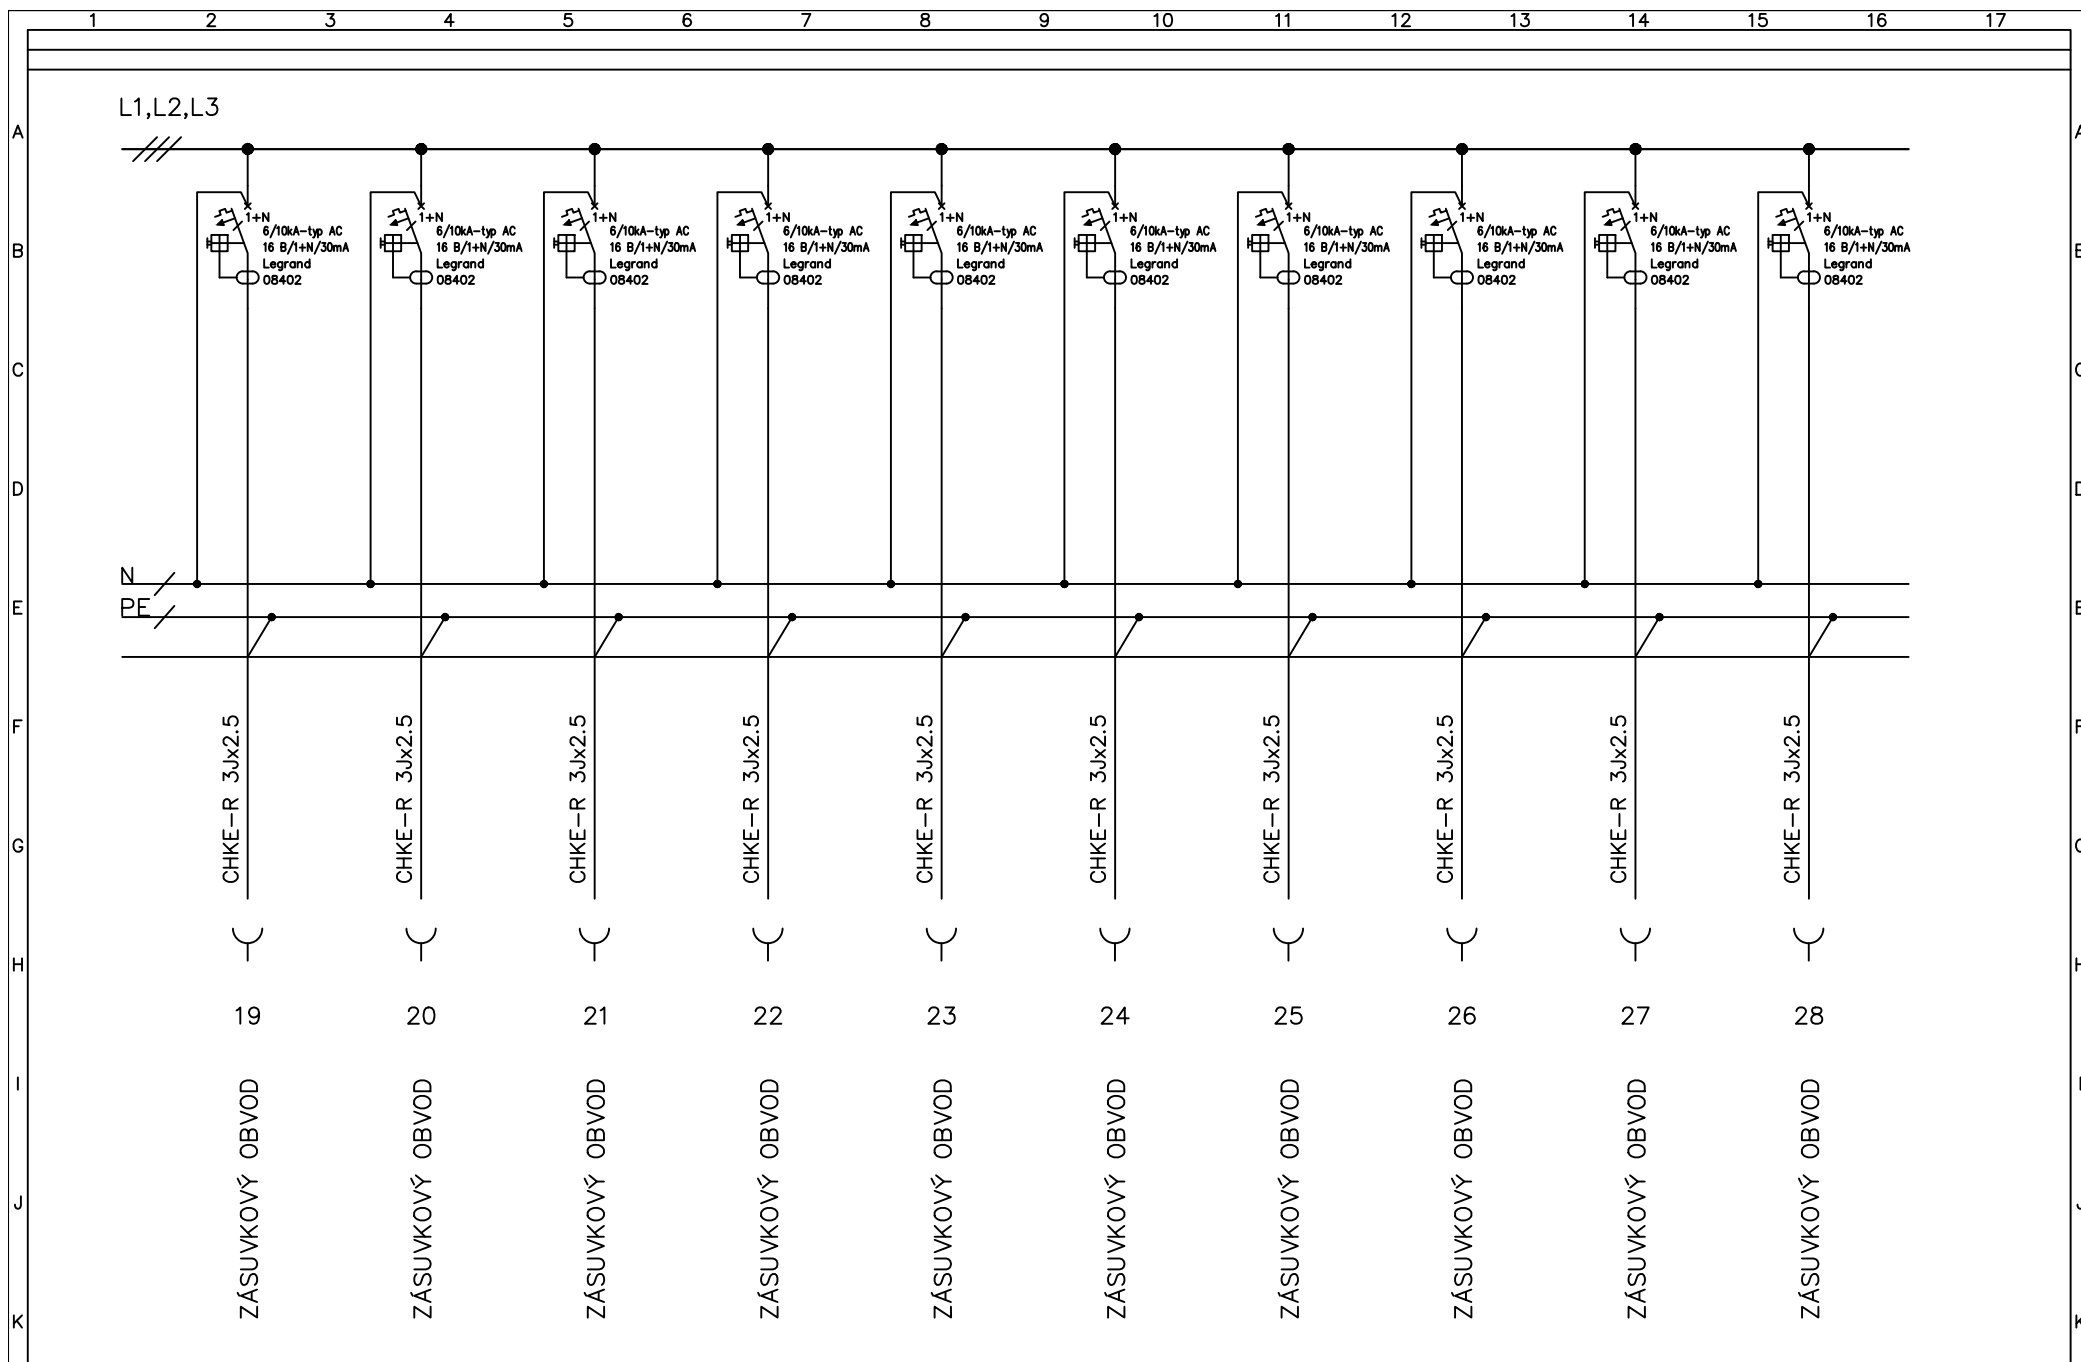 1 2 3 4 5 6 7 8 9 10 11 12 13 14 15 16 17
L1,L2,L3
A
B
C
D
E
F
G
H
I
J
K
1+N
6/10kA-typ AC
16 B/1+N/30mA
Legrand
08402
1+N
6/10kA-typ AC
16 B/1+N/30mA
Legrand
08402
1+N
6/10kA-typ AC
16 B/1+N/30mA
Legrand
08402
1+N
6/10kA-typ AC
16 B/1+N/30mA
Legrand
08402
1+N
6/10kA-typ AC
16 B/1+N/30mA
Legrand
08402
1+N
6/10kA-typ AC
16 B/1+N/30mA
Legrand
08402
1+N
6/10kA-typ AC
16 B/1+N/30mA
Legrand
08402
1+N
6/10kA-typ AC
16 B/1+N/30mA
Legrand
08402
1+N
6/10kA-typ AC
16 B/1+N/30mA
Legrand
08402
1+N
6/10kA-typ AC
16 B/1+N/30mA
Legrand
08402
N
PE
CHKE-R 3Jx2.5
CHKE-R 3Jx2.5
CHKE-R 3Jx2.5
CHKE-R 3Jx2.5
CHKE-R 3Jx2.5
CHKE-R 3Jx2.5
CHKE-R 3Jx2.5
CHKE-R 3Jx2.5
CHKE-R 3Jx2.5
CHKE-R 3Jx2.5
19 20 21 22 23 24 25 26 27 28
ZÁSUVKOVÝ OBVOD
ZÁSUVKOVÝ OBVOD
ZÁSUVKOVÝ OBVOD
ZÁSUVKOVÝ OBVOD
ZÁSUVKOVÝ OBVOD
ZÁSUVKOVÝ OBVOD
ZÁSUVKOVÝ OBVOD
ZÁSUVKOVÝ OBVOD
ZÁSUVKOVÝ OBVOD
ZÁSUVKOVÝ OBVOD